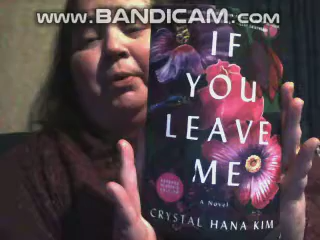 www.BANDICAM.com
IF
YOU
LEAVE
ME
A Novel
CRYSTAL HANA KIM